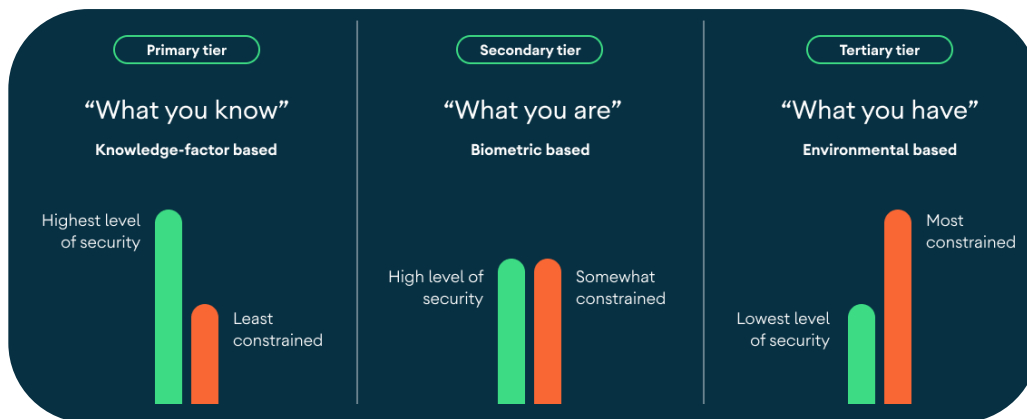 Primary tier
“What you know”
Knowledge-factor based
Highest level
of security
Least
constrained
Secondary tier
“What you are”
Biometric based
High level of
security
Somewhat
constrained
Tertiary tier
“What you have”
Environmental based
Lowest level
of security
Most
constrained